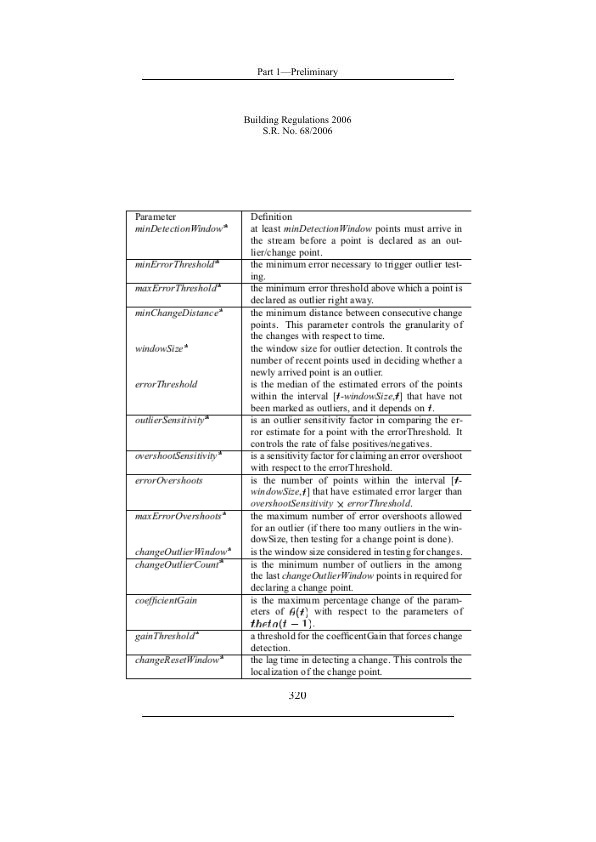 Part 1—Preliminary
Building Regulations 2006
S.R. No. 68/2006
Parameter Definition
minDetectionWindow* at least minDetectionWindow points must arrive in
the stream before a point is declared as an out-
lier/change point.
minErrorThreshold* the minimum error necessary to trigger outlier test-
ing.
maxErrorThreshold* the minimum error threshold above which a point is
declared as outlier right away.
minChangeDistance* the minimum distance between consecutive change
points. This parameter controls the granularity of
the changes with respect to time.
windowSize* the window size for outlier detection. It controls the
number of recent points used in deciding whether a
newly arrived point is an outlier.
errorThreshold is the median of the estimated errors of the points
within the interval [t-windowSize,t] that have not
been marked as outliers, and it depends on t.
outlierSensitivity* is an outlier sensitivity factor in comparing the er-
ror estimate for a point with the errorThreshold. It
controls the rate of false positives/negatives.
overshootSensitivity* is a sensitivity factor for claiming an error overshoot
with respect to the errorThreshold.
errorOvershoots is the number of points within the interval [t-
windowSize,t] that have estimated error larger than
overshootSensitivity × errorThreshold.
maxErrorOvershoots* the maximum number of error overshoots allowed
for an outlier (if there too many outliers in the win-
dowSize, then testing for a change point is done).
changeOutlierWindow* is the window size considered in testing for changes.
changeOutlierCount* is the minimum number of outliers in the among
the last changeOutlierWindow points in required for
declaring a change point.
coefficientGain is the maximum percentage change of the param-
eters of (t) with respect to the parameters of
theta(t − 1).
gainThreshold* a threshold for the coefficentGain that forces change
detection.
changeResetWindow* the lag time in detecting a change. This controls the
localization of the change point.
320